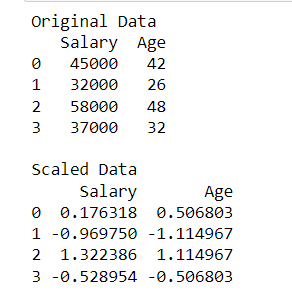 Original Data
   Salary  Age
0   45000   42
1   32000   26
2   58000   48
3   37000   32
Scaled Data
     Salary       Age
0  0.176318  0.506803
1 -0.969750 -1.114967
2  1.322386  1.114967
3 -0.528954 -0.506803